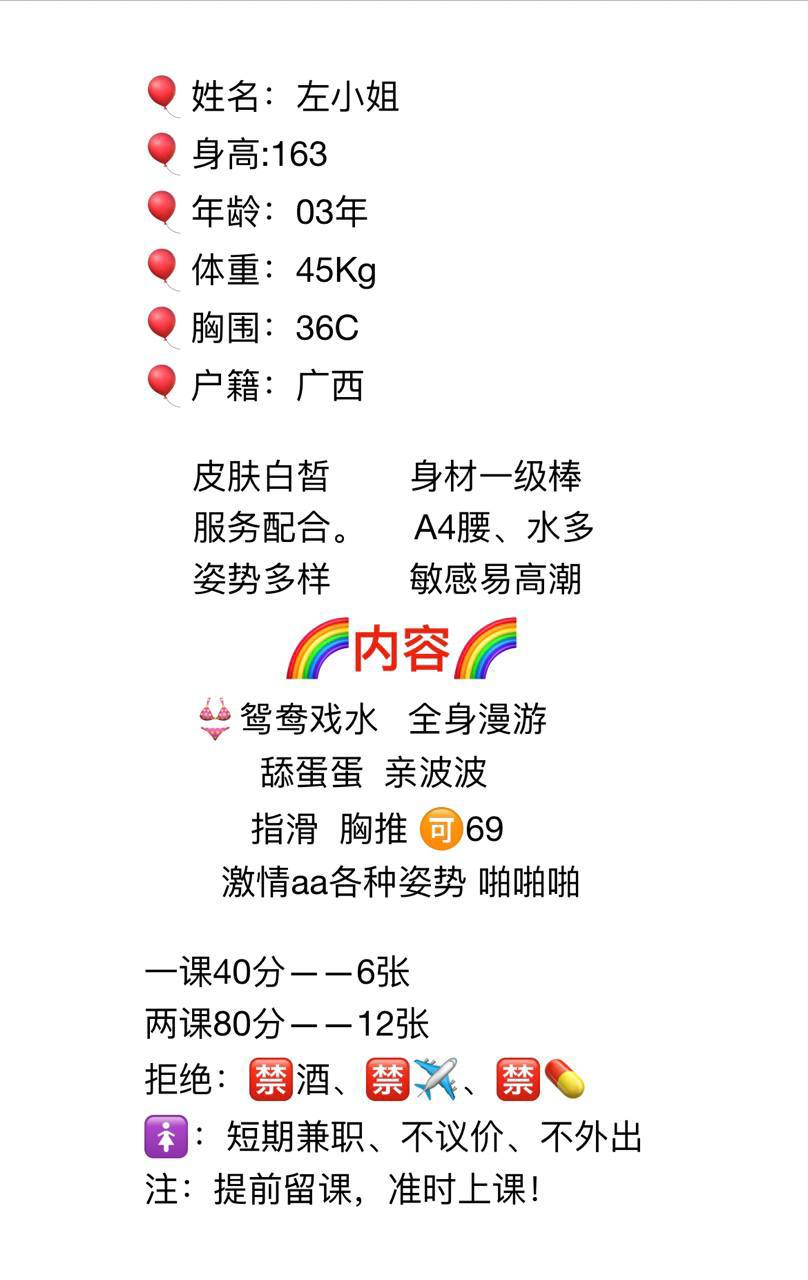 🎈 姓名：左小姐
🎈 身高:163
🎈 年龄：03年
🎈 体重：45Kg
🎈 胸围：36C
🎈 户籍：广西
皮肤白皙 身材一级棒
服务配合。 A4腰、水多
姿势多样 敏感易高潮
🌈内容🌈
👙鸳鸯戏水 全身漫游
舔蛋蛋 亲波波
指滑 胸推 🉑69
激情aa各种姿势 啪啪啪
一课40分——6张
两课80分——12张
拒绝：🈲酒、🈲✈️、🈲💊
🚺：短期兼职、不议价、不外出
注：提前留课，准时上课！